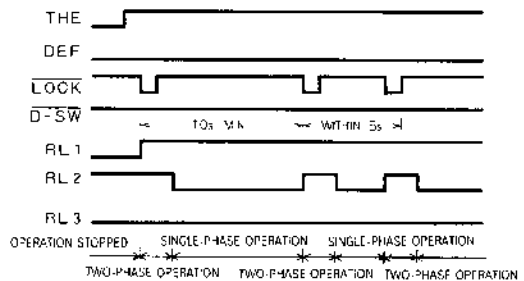 THE
DEF
LOCK
D-SW
10s MIN WITHIN 5s
RL 1
RL 2
RL 3
OPERATION STOPPED SINGLE-PHASE OPERATION SINGLE-PHASE OPERATION
TWO-PHASE OPERATION TWO-PHASE OPERATION TWO-PHASE OPERATION